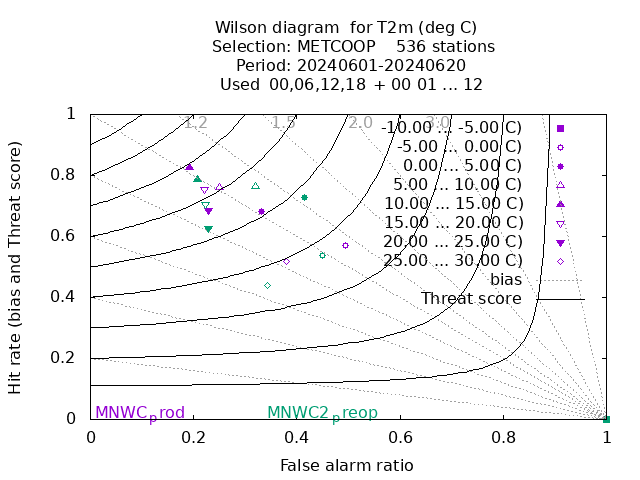 Wilson diagram  for T2m (deg C)
Selection: METCOOP    536 stations
Period: 20240601-20240620
Used  00,06,12,18 + 00 01 ... 12
1.2 1.5 2.0 3.0
-10.00 ... -5.00 C)
-5.00 ... 0.00 C)
0.00 ... 5.00 C)
5.00 ... 10.00 C)
10.00 ... 15.00 C)
15.00 ... 20.00 C)
20.00 ... 25.00 C)
25.00 ... 30.00 C)
bias
Threat score
Hit rate (bias and Threat score)
1
0.8
0.6
0.4
0.2
0
MNWCprod MNWC2preop
0 0.2 0.4 0.6 0.8 1
False alarm ratio